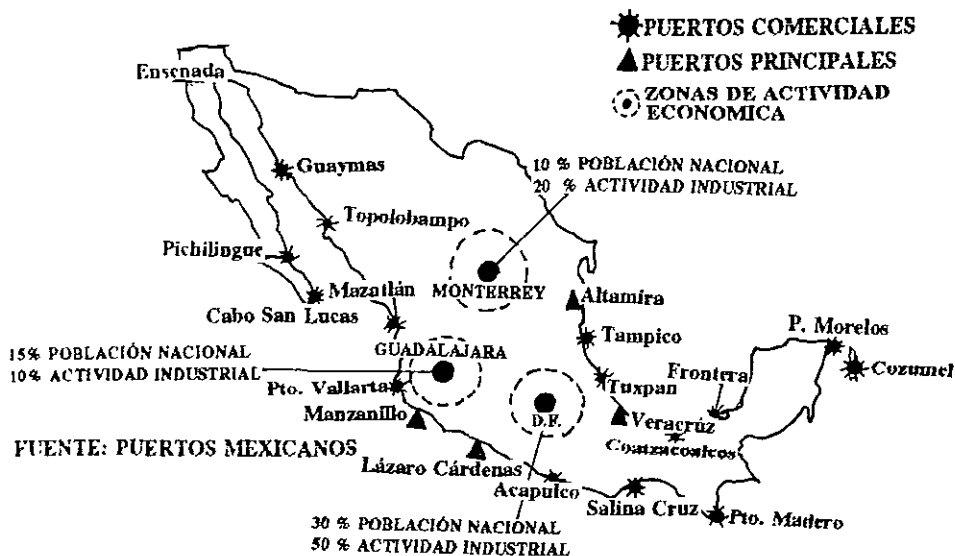 PUERTOS COMERCIALES
PUERTOS PRINCIPALES
ZONAS DE ACTIVIDAD
ECONOMICA
Ensenada
Guaymas
10 % POBLACIÓN NACIONAL
20 % ACTIVIDAD INDUSTRIAL
Topolobampo
Pichilingue
MONTERREY
Mazatlán
Altamira
Cabo San Lucas
Tampico
P. Morelos
15% POBLACIÓN NACIONAL
10% ACTIVIDAD INDUSTRIAL
GUADALAJARA
Cozumel
Pto. Vallarta
Tuxpan
Frontera
Manzanillo
D.F.
Veracrúz
Coatzacoalcos
FUENTE: PUERTOS MEXICANOS
Lázaro Cárdenas
Acapulco
Salina Cruz
Pto. Madero
30 % POBLACIÓN NACIONAL
50 % ACTIVIDAD INDUSTRIAL